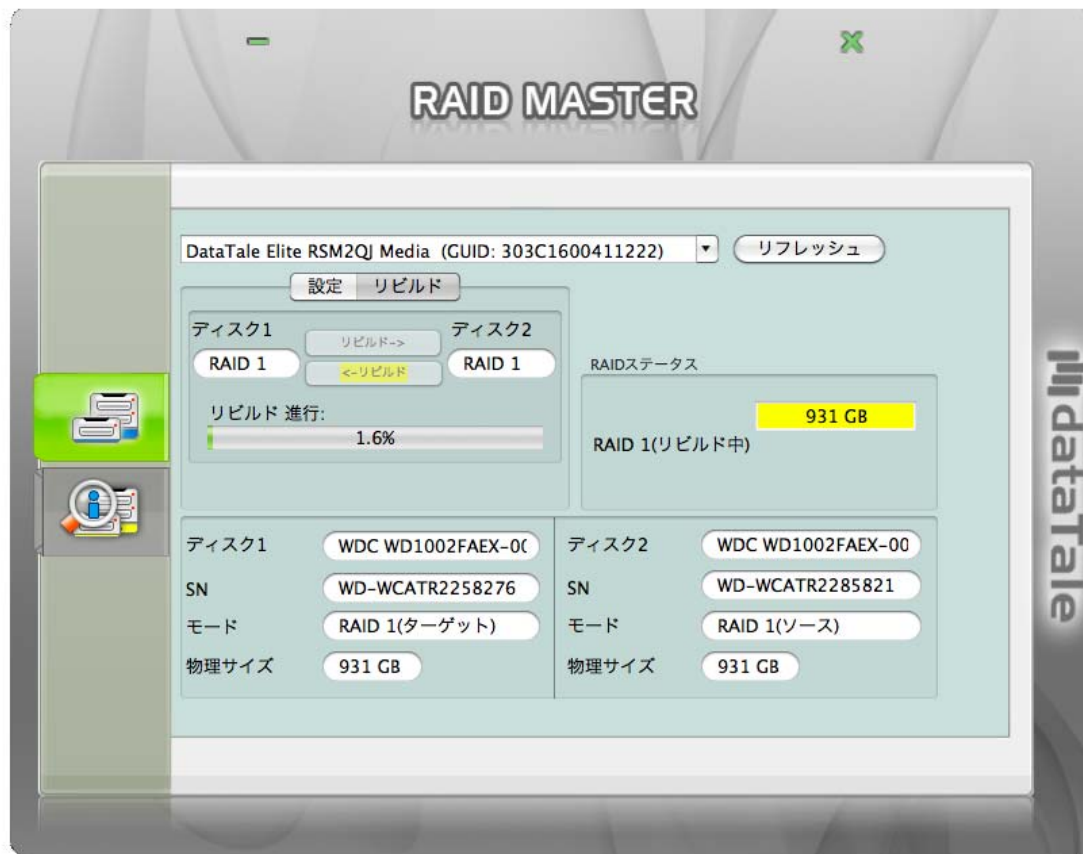 RAID MASTER
DataTale Elite RSM2QJ Media (GUID: 303C1600411222)
リフレッシュ
設定 リビルド
ディスク1
リビルド->
ディスク2
RAID 1
<-リビルド
RAID 1
リビルド 進行:
1.6%
RAIDステータス
931 GB
RAID 1(リビルド中)
ディスク1 WDC WD1002FAEX-00
SN WD-WCATR2258276
モード RAID 1(ターゲット)
物理サイズ 931 GB
ディスク2 WDC WD1002FAEX-00
SN WD-WCATR2285821
モード RAID 1(ソース)
物理サイズ 931 GB
dataTale